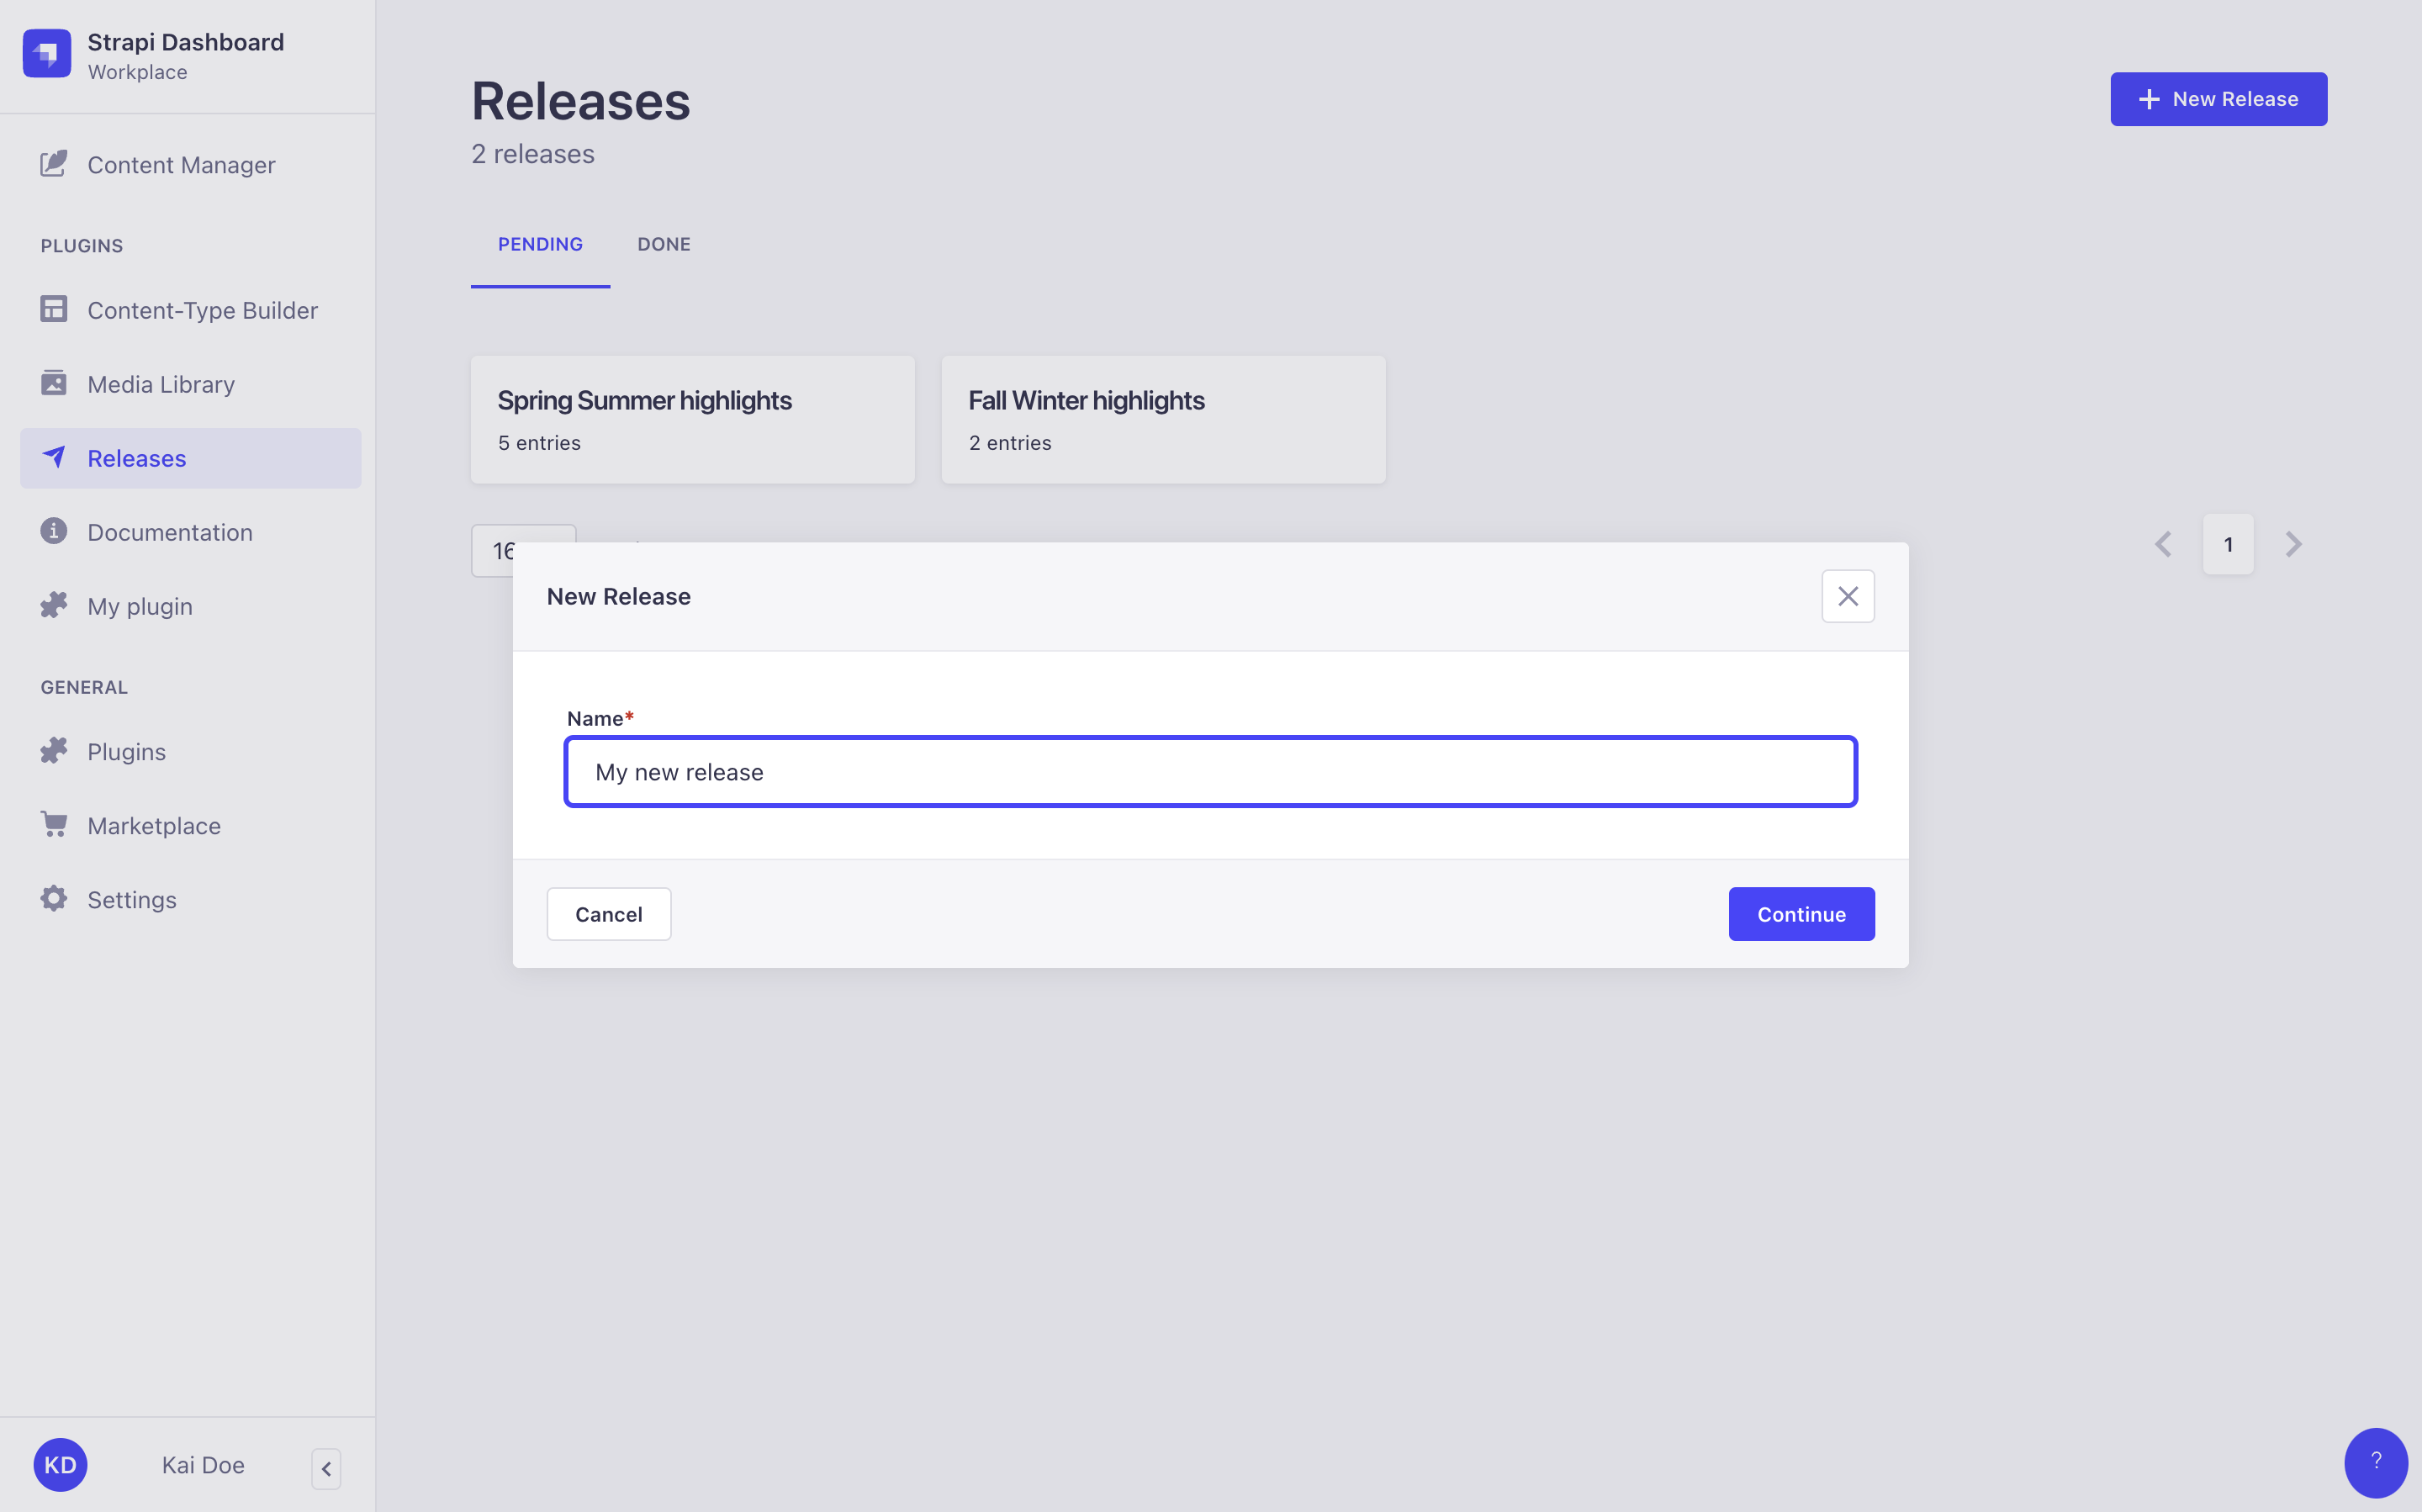 Strapi Dashboard
Workplace
Content Manager
PLUGINS
Content-Type Builder
Media Library
Releases
Documentation
My plugin
GENERAL
Plugins
Marketplace
Settings
KD
Kai Doe
Releases
2 releases
New Release
PENDING
DONE
Spring Summer highlights
5 entries
Fall Winter highlights
2 entries
16
1
New Release
Name*
My new release
Cancel
Continue
?